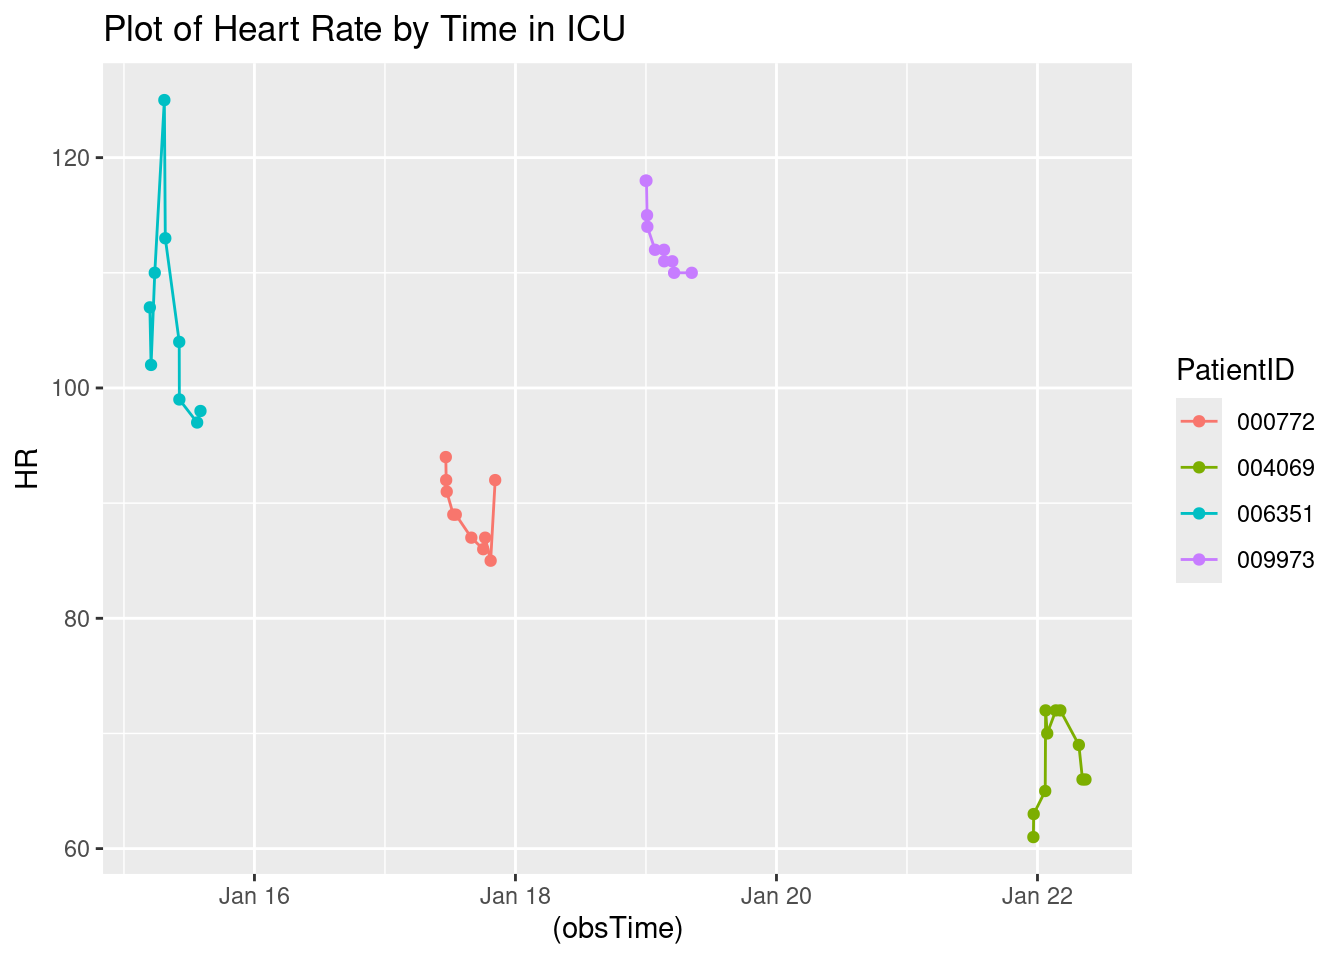 Plot of Heart Rate by Time in ICU
120
100
80
60
HR
Jan 16
Jan 18
Jan 20
Jan 22
(obsTime)
PatientID
000772
004069
006351
009973